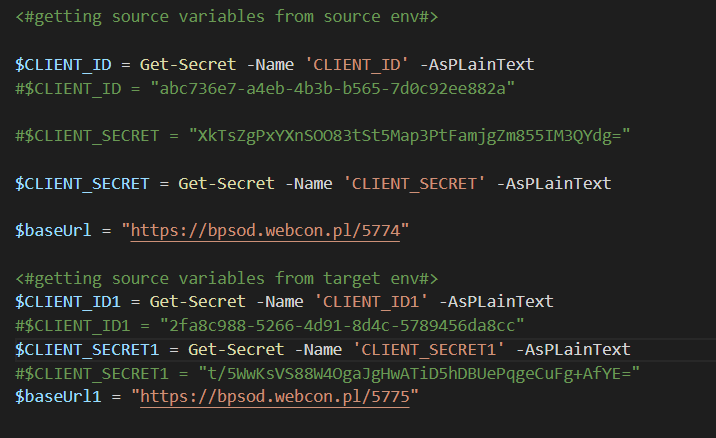 <#getting source variables from source env#>
$CLIENT_ID = Get-Secret -Name 'CLIENT_ID' -AsPLainText
#$CLIENT_ID = "abc736e7-a4eb-4b3b-b565-7d0c92ee882a"
#$CLIENT_SECRET = "XkTsZgPxYXnSOO83tSt5Map3PtFamjgZm855IM3QYdg="
$CLIENT_SECRET = Get-Secret -Name 'CLIENT_SECRET' -AsPLainText
$baseUrl = "https://bpsod.webcon.pl/5774"
<#getting source variables from target env#>
$CLIENT_ID1 = Get-Secret -Name 'CLIENT_ID1' -AsPLainText
#$CLIENT_ID1 = "2fa8c988-5266-4d91-8d4c-5789456da8cc"
$CLIENT_SECRET1 = Get-Secret -Name 'CLIENT_SECRET1' -AsPLainText
#$CLIENT_SECRET1 = "t/5WwKsVS88W4OgaJgHwATiD5hDBUePqgeCuFg+AfYE="
$baseUrl1 = "https://bpsod.webcon.pl/5775"